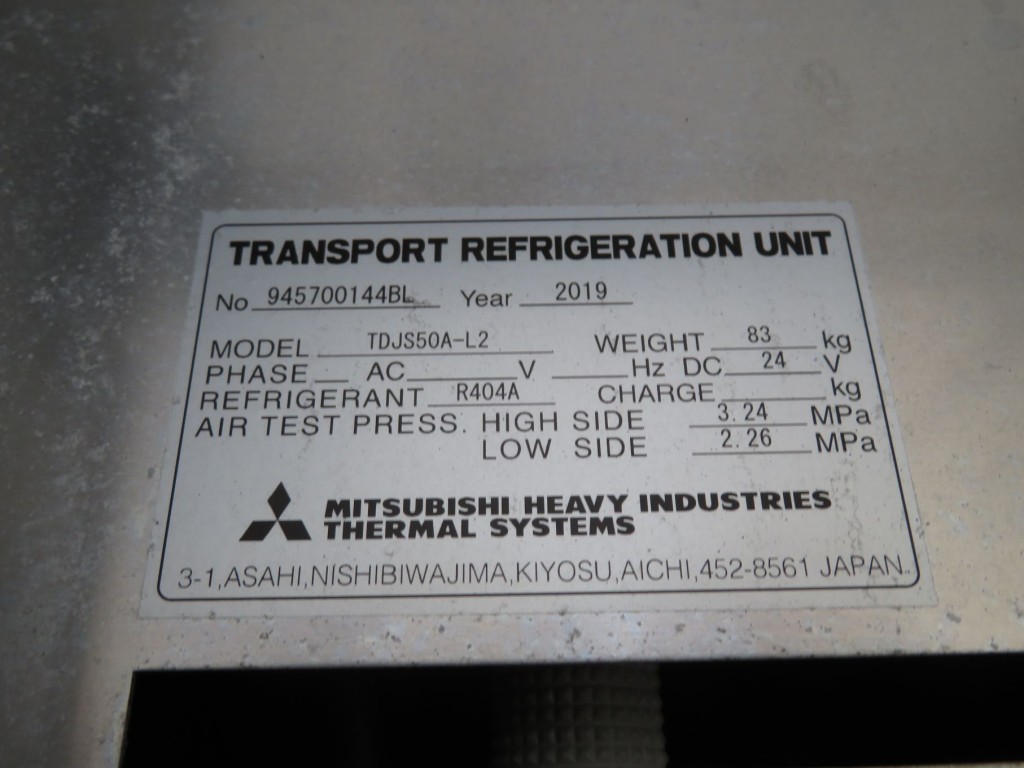 TRANSPORT REFRIGERATION UNIT
No 945700144BL Year 2019
MODEL TDJS50A-L2 WEIGHT 83 kg
PHASE AC V Hz DC 24 V
REFRIGERANT R404A CHARGE kg
AIR TEST PRESS. HIGH SIDE 3.24 MPa
LOW SIDE 2.26 MPa
MITSUBISHI HEAVY INDUSTRIES
THERMAL SYSTEMS
3-1,ASAHI,NISHIBIWAJIMA,KIYOSU,AICHI,452-8561 JAPAN.